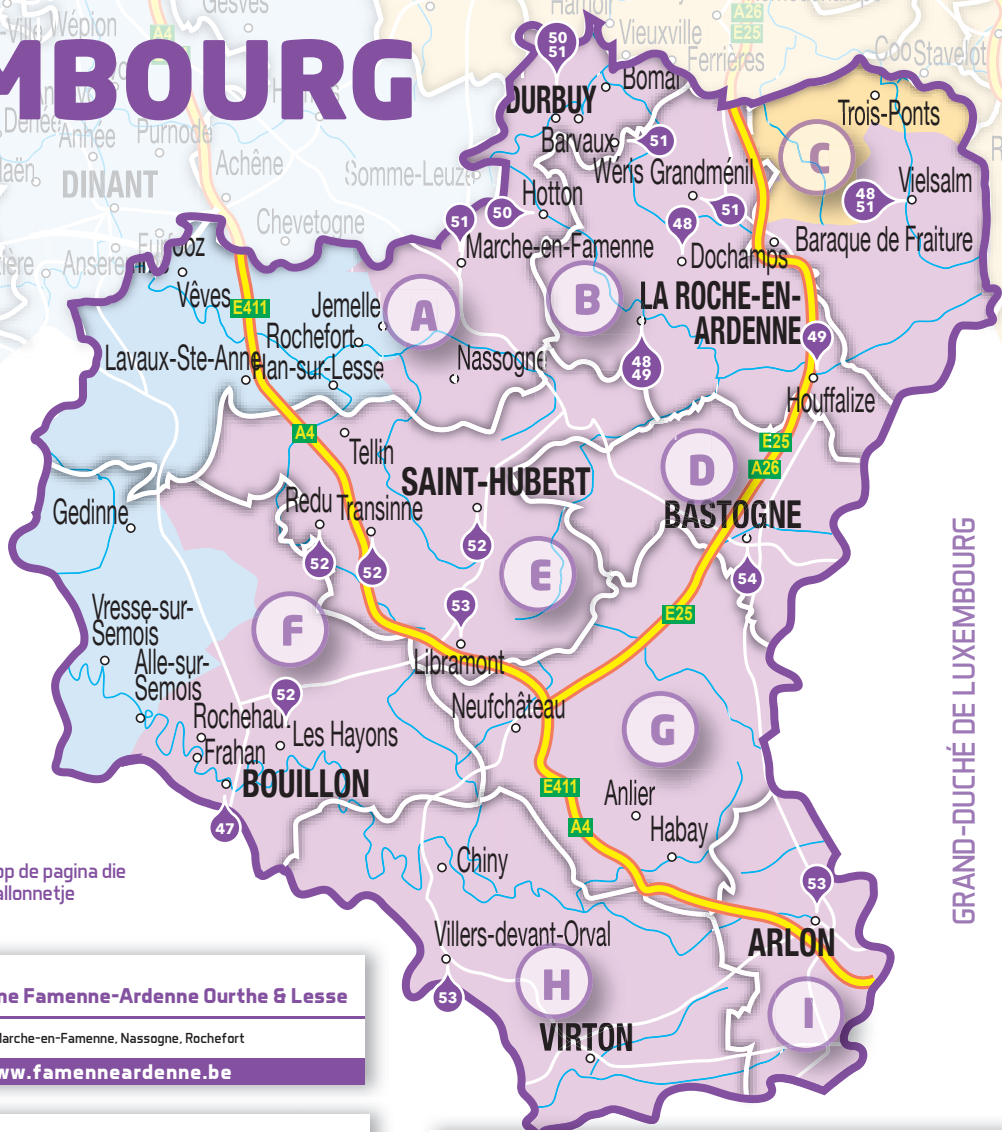 Gesves
Wépion
A4
Hamoir
A26
E25
Vieuxville
Ferrières
Coo Stavelot
MBOURG
50
51
Bomal
DURBUY
Trois-Ponts
Anhée
Purnode
Barvaux
51
C
Achêne
Somme-Leuze
Wéris
Grandménil
Vielsalm
DINANT
Hotton
48
51
51
50
51
48
Chevetogne
Marche-en-Famenne
Dochamps
Baraque de Fraiture
Vêves
E411
Jemelle
A
B
LA ROCHE-EN-
ARDENNE
49
Rochefort
Lavaux-Ste-Anne
Han-sur-Lesse
Nassogne
48
49
Houffalize
A4
Tellin
E25
A26
D
SAINT-HUBERT
Redu
Transinne
BASTOGNE
Gedinne
52
52
52
E
54
53
E25
Vresse-sur-
Semois
F
Alle-sur-
Semois
Libramont
52
Neufchâteau
G
Les Hayons
Frahan
BOUILLON
E411
Anlier
47
A4
Habay
Chiny
53
op de pagina die
allonnetje
Villers-devant-Orval
ARLON
53
H
I
VIRTON
GRAND-DUCHÉ DE LUXEMBOURG
ne Famenne-Ardenne Ourthe & Lesse
Marche-en-Famenne, Nassogne, Rochefort
ww.famenneardenne.be